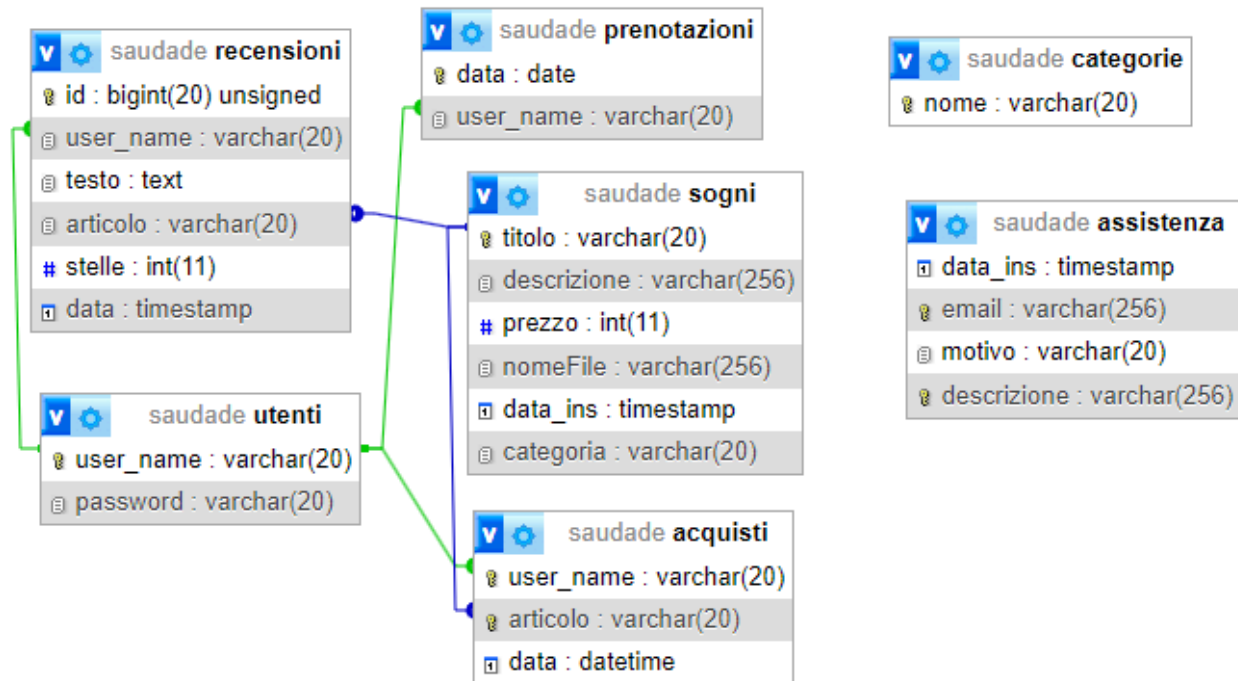 saudade recensioni
id : bigint(20) unsigned
user_name : varchar(20)
testo : text
articolo : varchar(20)
# stelle : int(11)
data : timestamp
saudade prenotazioni
data : date
user_name : varchar(20)
saudade categorie
nome : varchar(20)
saudade sogni
titolo : varchar(20)
descrizione : varchar(256)
# prezzo : int(11)
nomeFile : varchar(256)
data_ins : timestamp
categoria : varchar(20)
saudade assistenza
data_ins : timestamp
email : varchar(256)
motivo : varchar(20)
descrizione : varchar(256)
saudade utenti
user_name : varchar(20)
password : varchar(20)
saudade acquisti
user_name : varchar(20)
articolo : varchar(20)
data : datetime